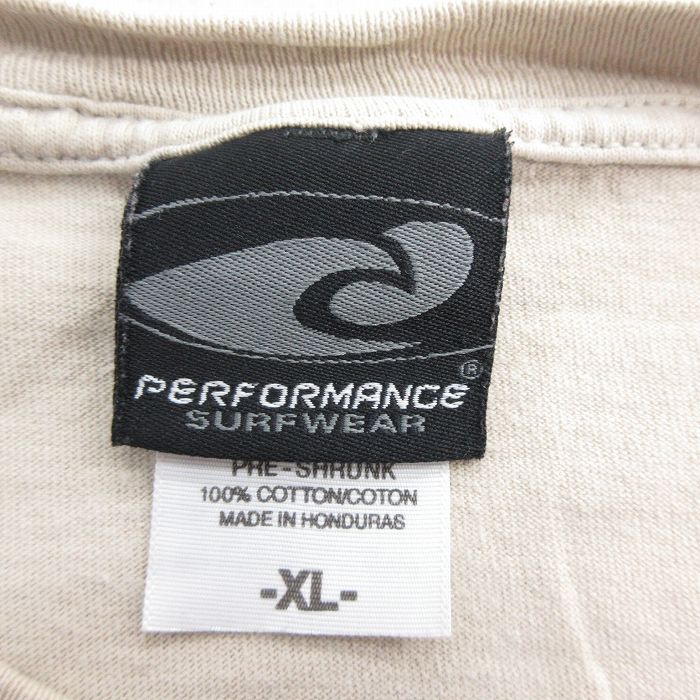 ®
PERFORMANCE
SURFWEAR
PRE-SHRUNK
100% COTTON/COTON
MADE IN HONDURAS
-XL-